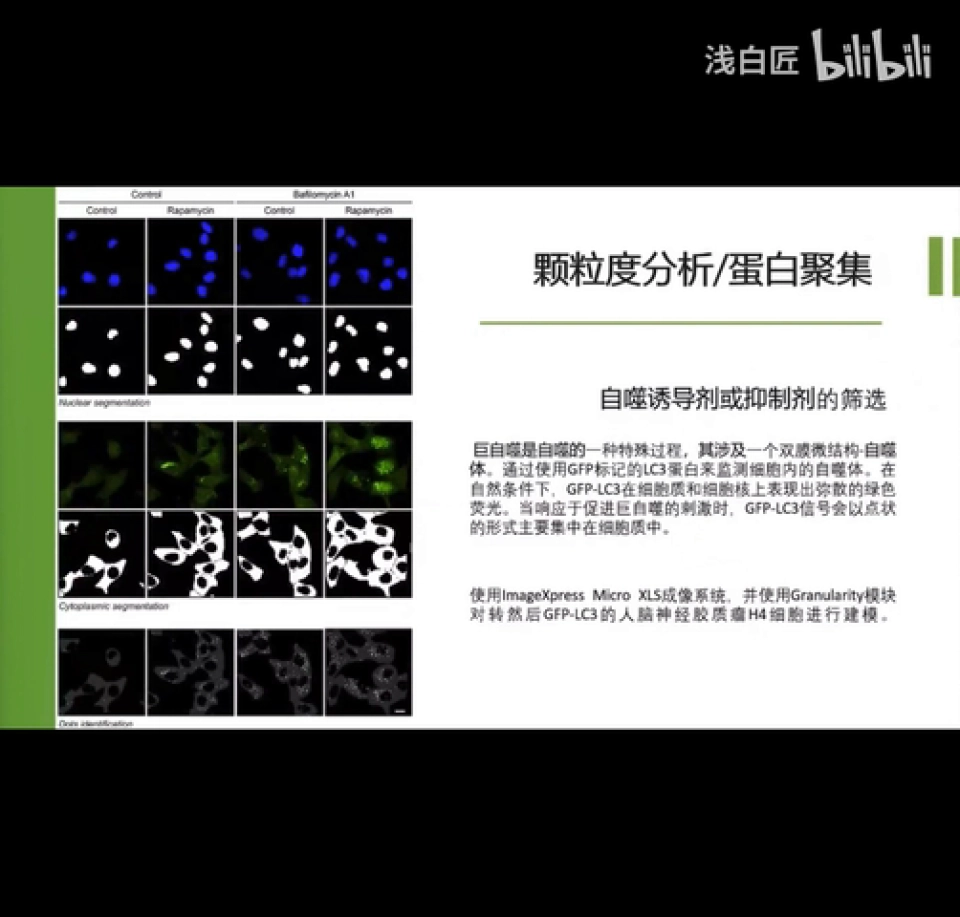 浅白匠 bilibili
Control
Bafilomycin A1
Control
Rapamycin
Control
Rapamycin
Nuclear segmentation
Cytoplasmic segmentation
Dots identification
颗粒度分析/蛋白聚集
自噬诱导剂或抑制剂的筛选
巨自噬是自噬的一种特殊过程，其涉及一个双膜微结构-自噬
体。通过使用GFP标记的LC3蛋白来监测细胞内的自噬体。在
自然条件下，GFP-LC3在细胞质和细胞核上表现出弥散的绿色
荧光。当响应于促进巨自噬的刺激时，GFP-LC3信号会以点状
的形式主要集中在细胞质中。
使用ImageXpress Micro XLS成像系统，并使用Granularity模块
对转然后GFP-LC3的人脑神经胶质瘤H4细胞进行建模。